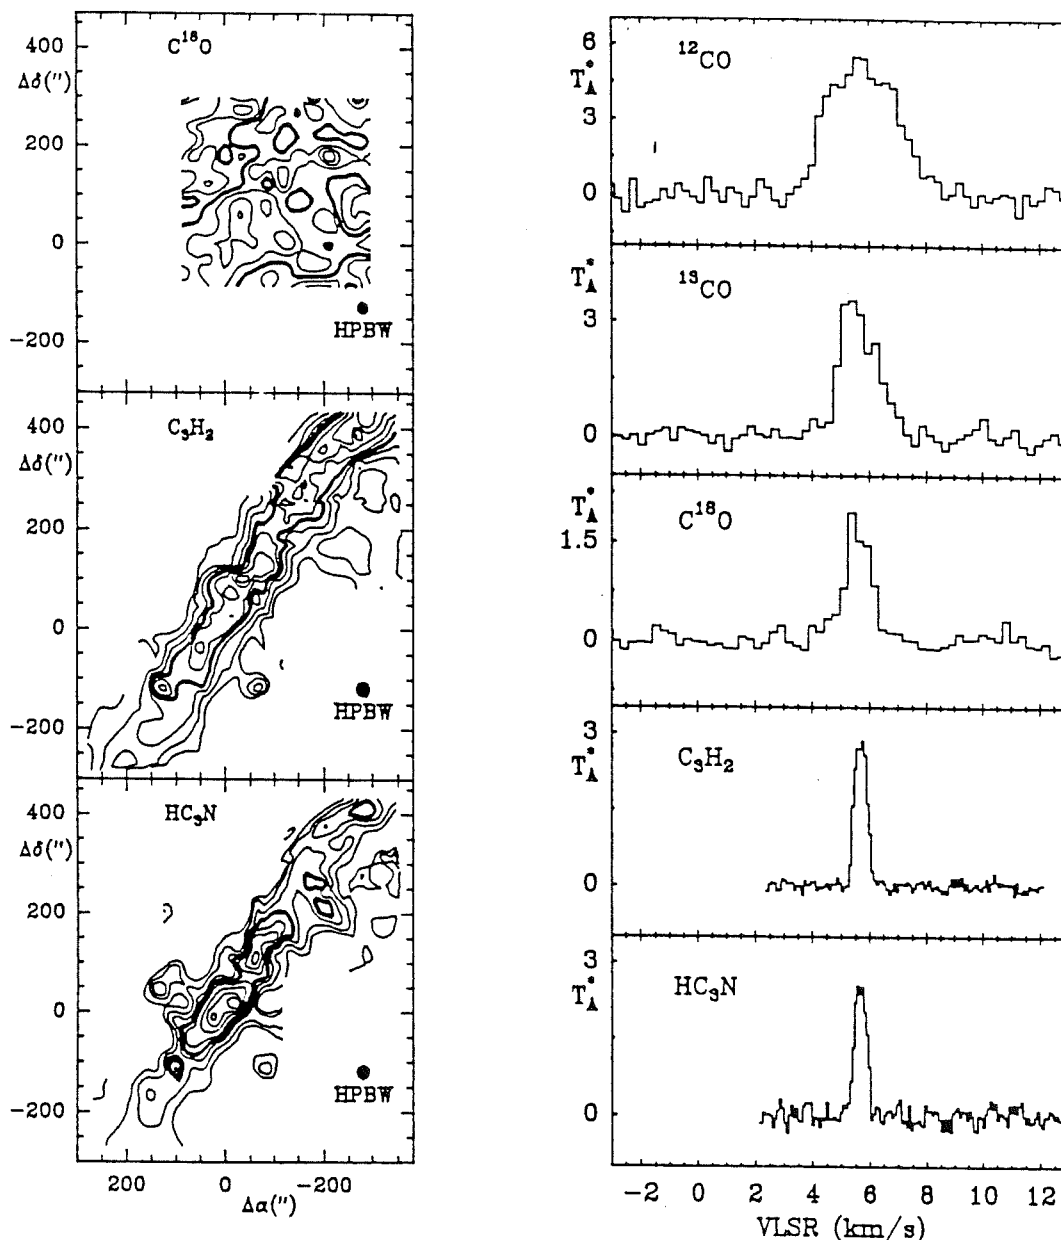 C¹⁸O
400
Δδ(")
200
0
-200
HPBW
C₃H₂
400
Δδ(")
200
0
-200
HPBW
HC₃N
400
Δδ(")
200
0
-200
HPBW
200 0 -200
Δα(")
¹²CO
6
T*A
3
0
¹³CO
T*A
3
0
C¹⁸O
T*A
1.5
0
C₃H₂
3
T*A
0
HC₃N
3
T*A
0
-2 0 2 4 6 8 10 12
VLSR (km/s)